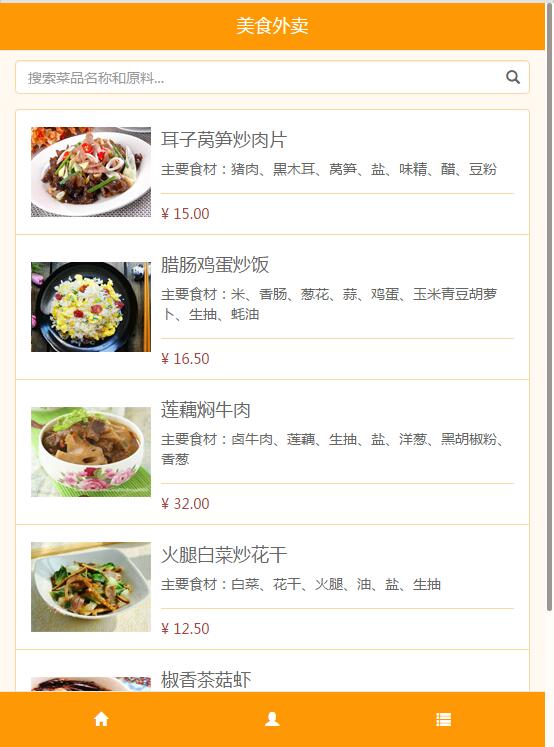 美食外卖
搜索菜品名称和原料...
耳子莴笋炒肉片
主要食材：猪肉、黑木耳、莴笋、盐、味精、醋、豆粉
¥ 15.00
腊肠鸡蛋炒饭
主要食材：米、香肠、葱花、蒜、鸡蛋、玉米青豆胡萝
卜、生抽、蚝油
¥ 16.50
莲藕焖牛肉
主要食材：卤牛肉、莲藕、生抽、盐、洋葱、黑胡椒粉、
香葱
¥ 32.00
火腿白菜炒花干
主要食材：白菜、花干、火腿、油、盐、生抽
¥ 12.50
椒香茶菇虾